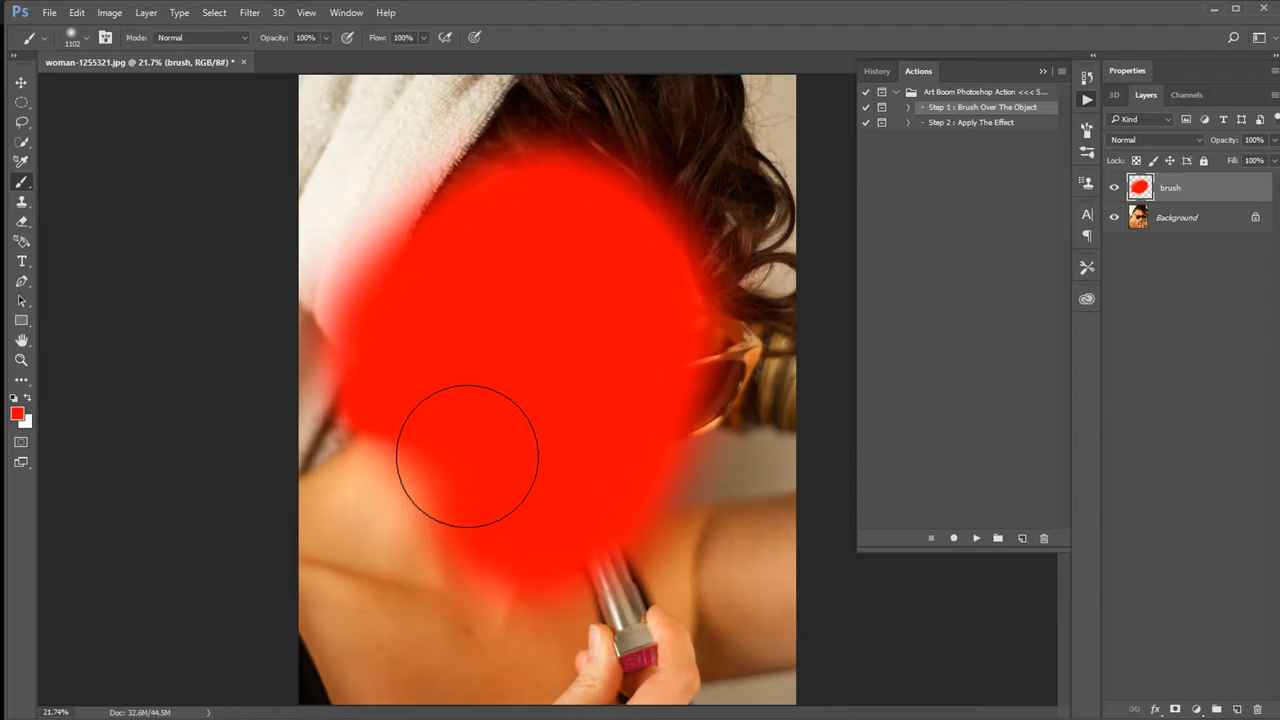 Ps File Edit Image Layer Type Select Filter 3D View Window Help
1102 Mode: Normal Opacity: 100% Flow: 100%
woman-1255321.jpg @ 21.7% (brush, RGB/8#) * ×
History Actions
Art Boom Photoshop Action <<< S...
- Step 1 : Brush Over The Object
- Step 2 : Apply The Effect
Properties
3D Layers Channels
Kind
Normal Opacity: 100%
Lock: Fill: 100%
brush
Background
21.74% Doc: 32.6M/44.5M